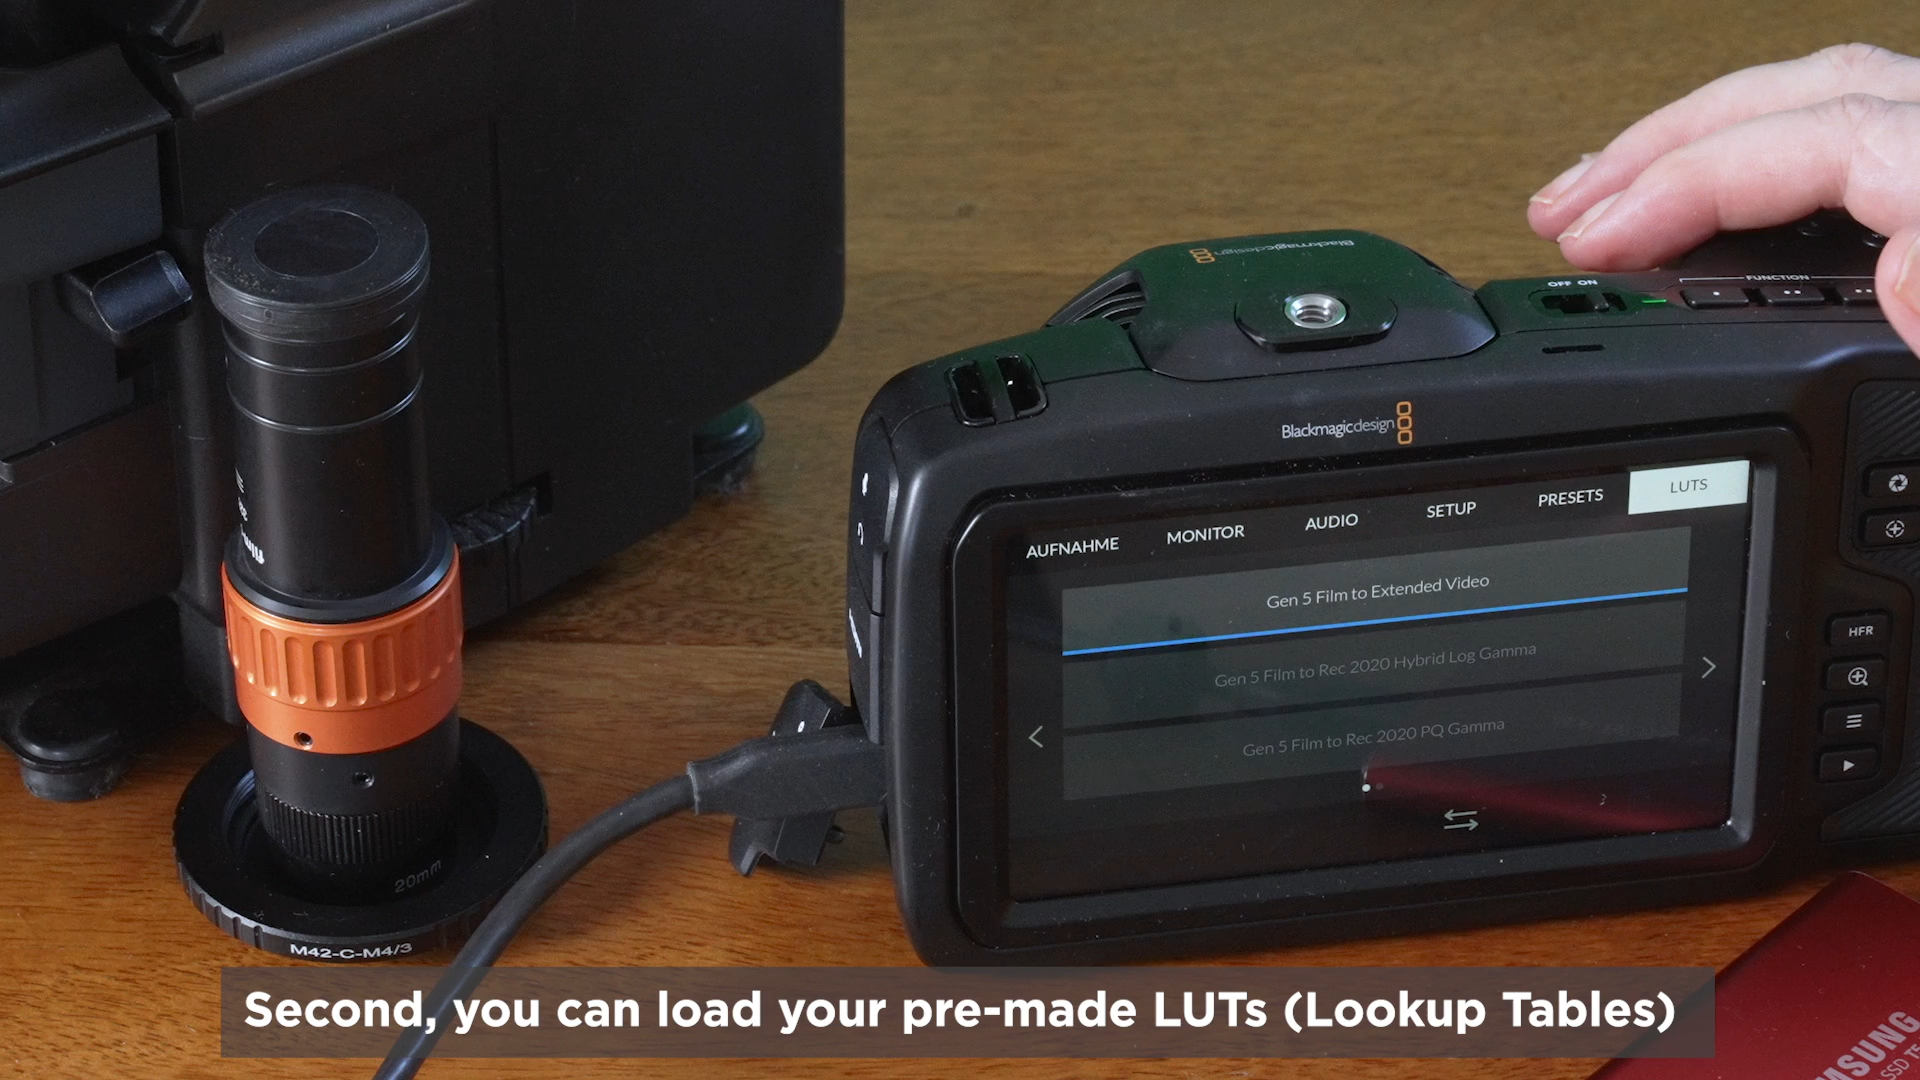 Blackmagicdesign
OFF ON
FUNCTION
Blackmagicdesign
AUFNAHME
MONITOR
AUDIO
SETUP
PRESETS
LUTS
Gen 5 Film to Extended Video
Gen 5 Film to Rec 2020 Hybrid Log Gamma
Gen 5 Film to Rec 2020 PQ Gamma
HFR
20mm
M42-C-M4/3
Second, you can load your pre-made LUTs (Lookup Tables)